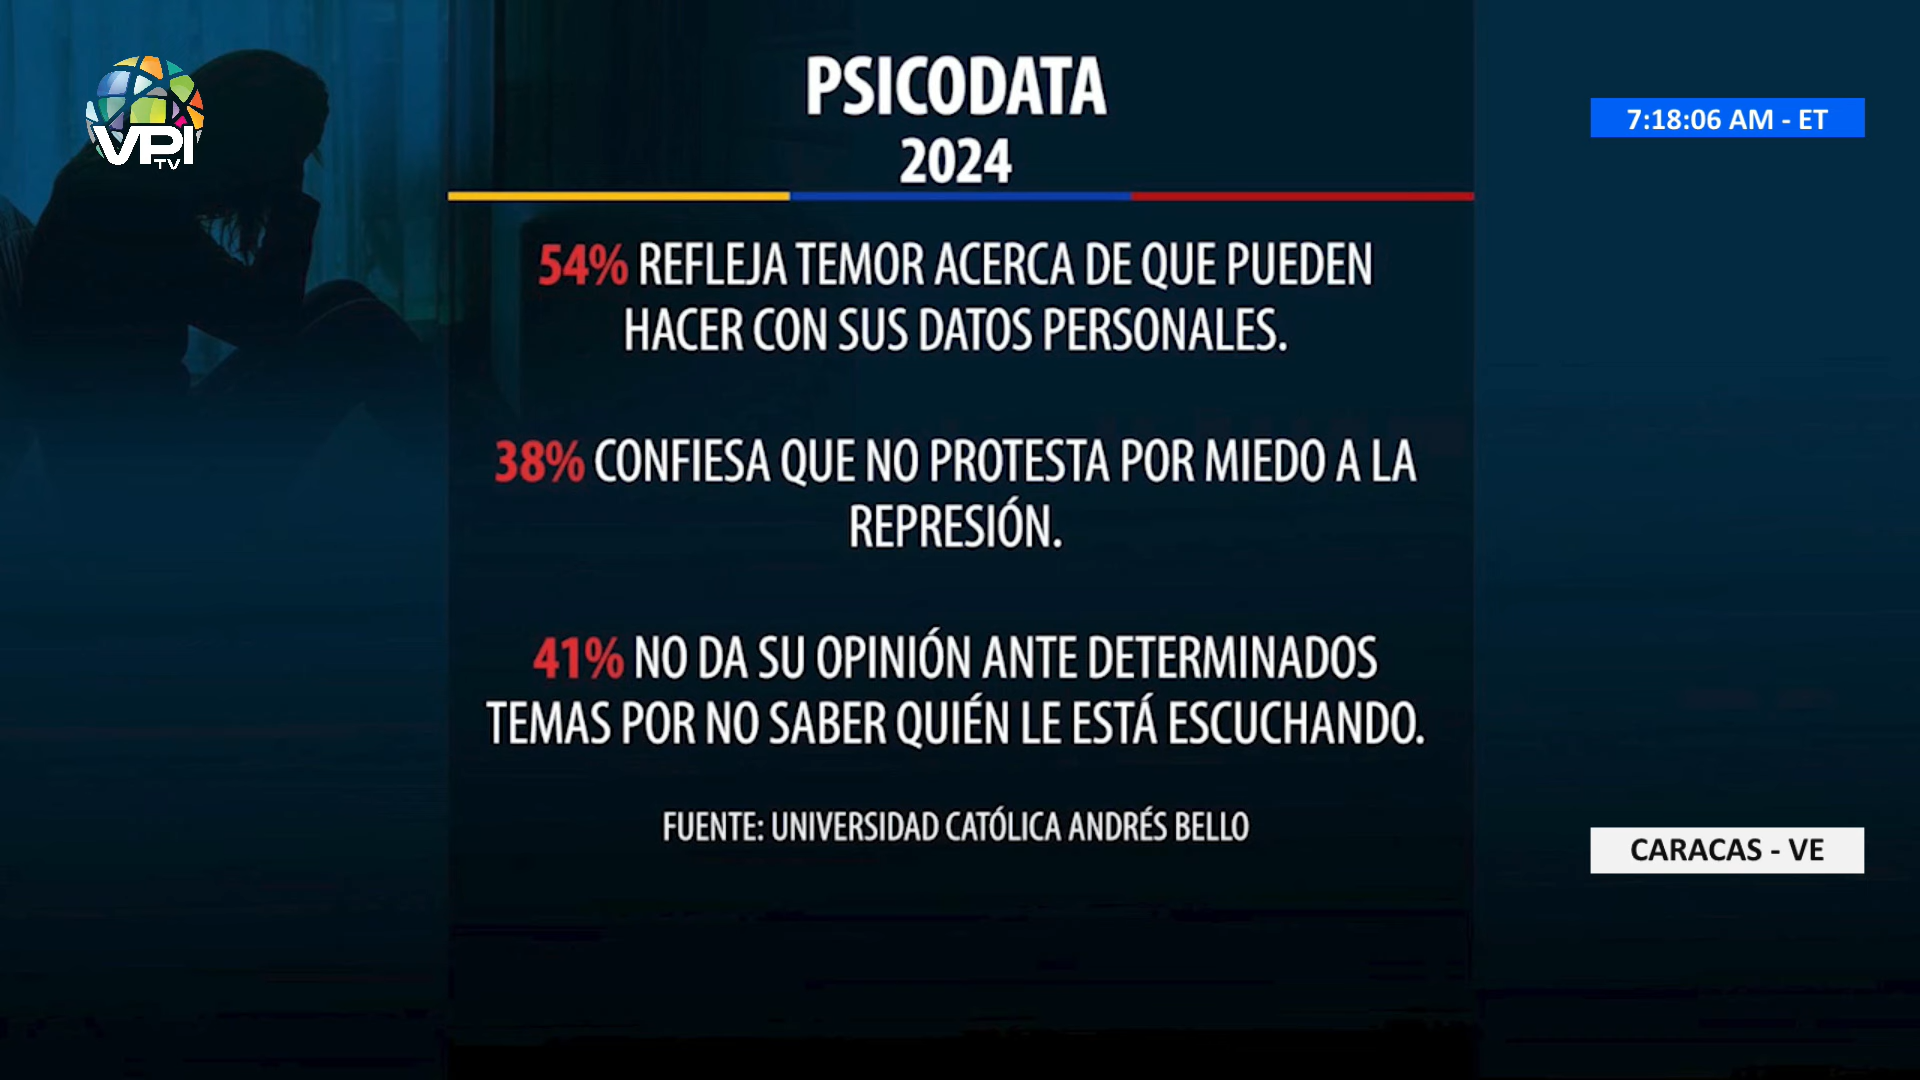 VPI
TV
PSICODATA
2024
7:18:06 AM - ET
54% REFLEJA TEMOR ACERCA DE QUE PUEDEN
HACER CON SUS DATOS PERSONALES.
38% CONFIESA QUE NO PROTESTA POR MIEDO A LA
REPRESIÓN.
41% NO DA SU OPINIÓN ANTE DETERMINADOS
TEMAS POR NO SABER QUIÉN LE ESTÁ ESCUCHANDO.
FUENTE: UNIVERSIDAD CATÓLICA ANDRÉS BELLO
CARACAS - VE